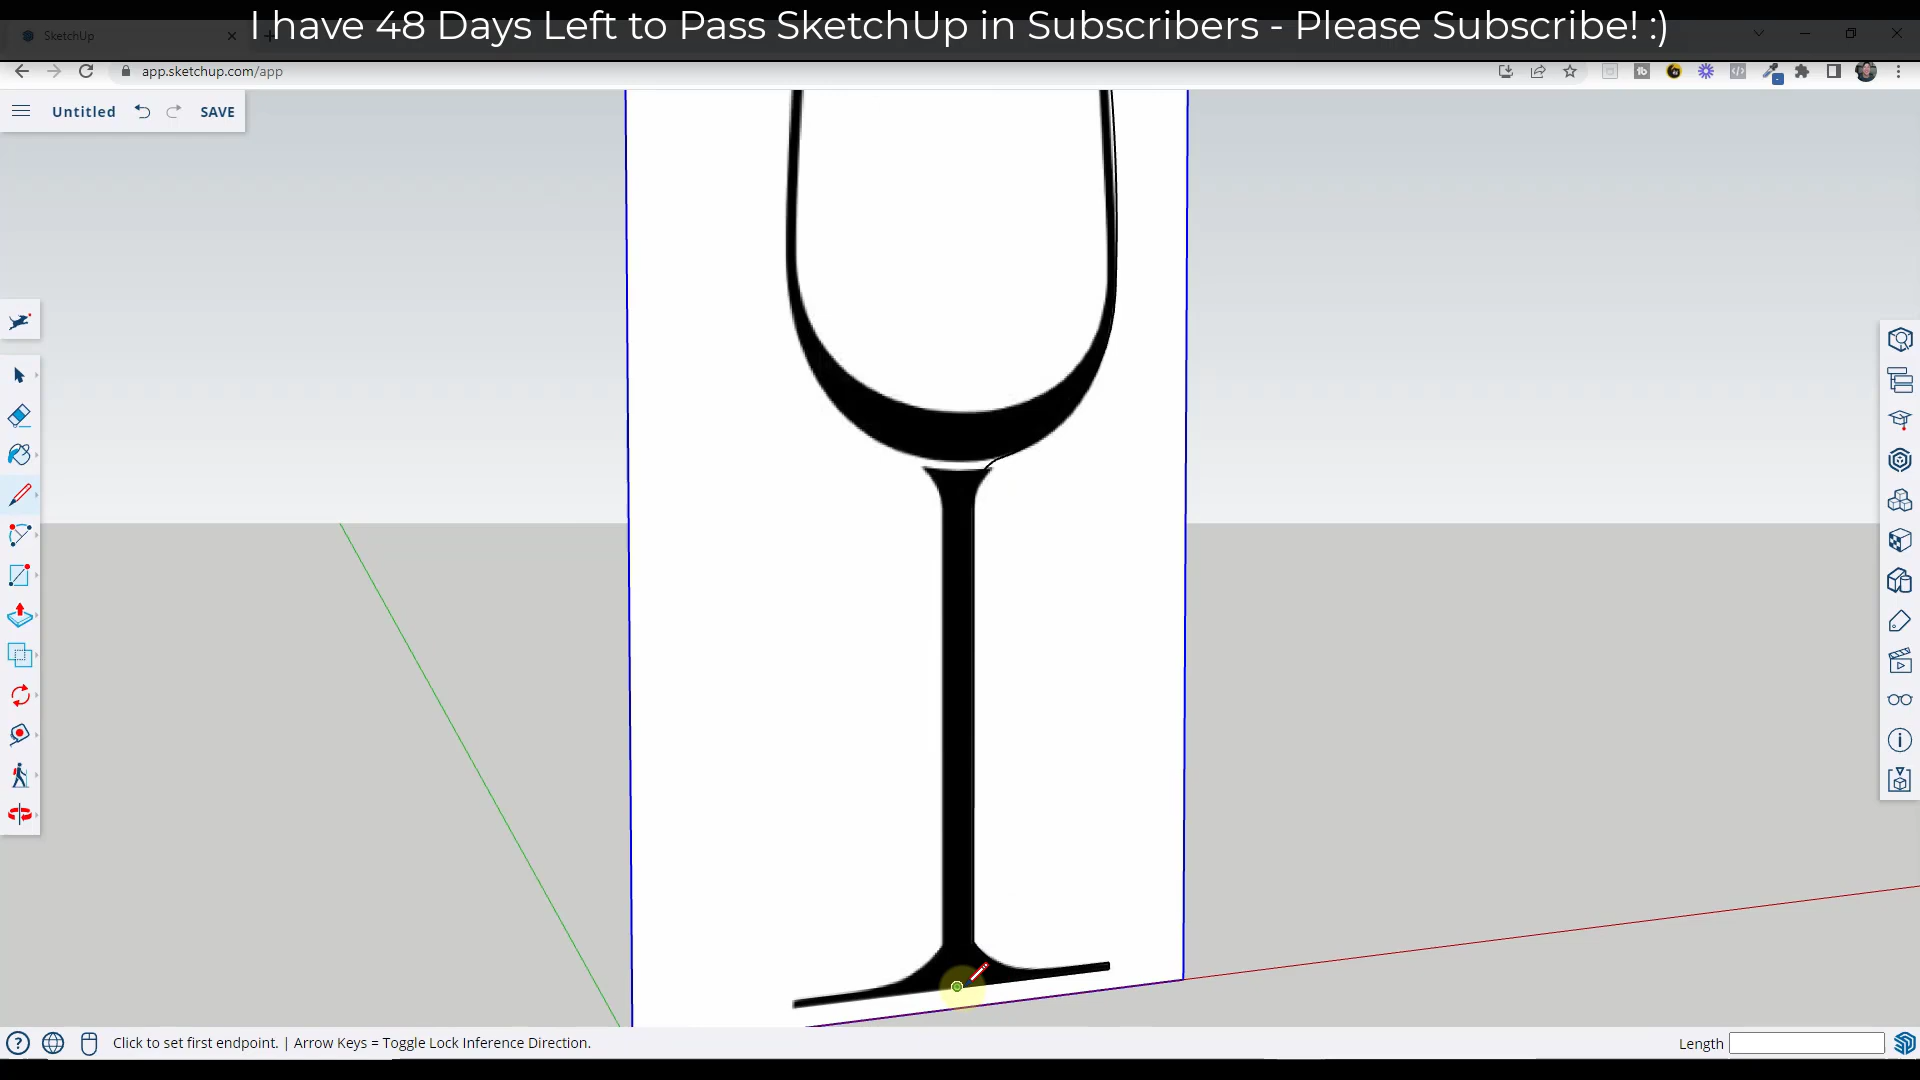 I have 48 Days Left to Pass SketchUp in Subscribers - Please Subscribe! :)
SketchUp
app.sketchup.com/app
Untitled
SAVE
Click to set first endpoint. | Arrow Keys = Toggle Lock Inference Direction.
Length